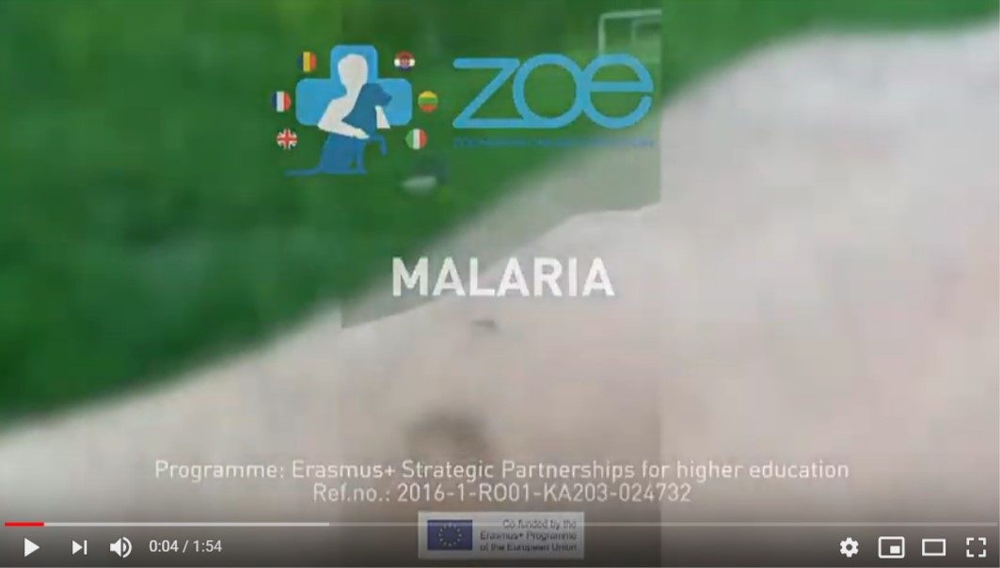 zoe
MALARIA
Programme: Erasmus+ Strategic Partnerships for higher education
Ref.no.: 2016-1-RO01-KA203-024732
Co-funded by the
Erasmus+ Programme
of the European Union
0:04 / 1:54